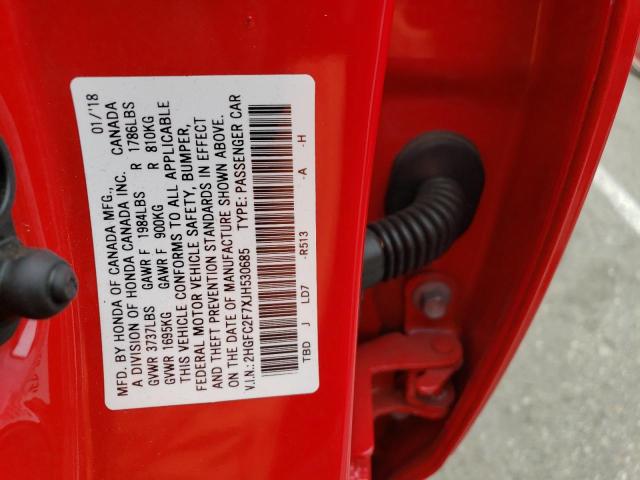 MFD. BY HONDA OF CANADA MFG., 01/'18
A DIVISION OF HONDA CANADA INC. CANADA
GVWR 3737LBS GAWR F 1984LBS R 1786LBS
GVWR 1695KG GAWR F 900KG R 810KG
THIS VEHICLE CONFORMS TO ALL APPLICABLE
FEDERAL MOTOR VEHICLE SAFETY, BUMPER,
AND THEFT PREVENTION STANDARDS IN EFFECT
ON THE DATE OF MANUFACTURE SHOWN ABOVE.
V.I.N.: 2HGFC2F7XJH530685 TYPE: PASSENGER CAR
TBD J LD7 -R513 -A -H